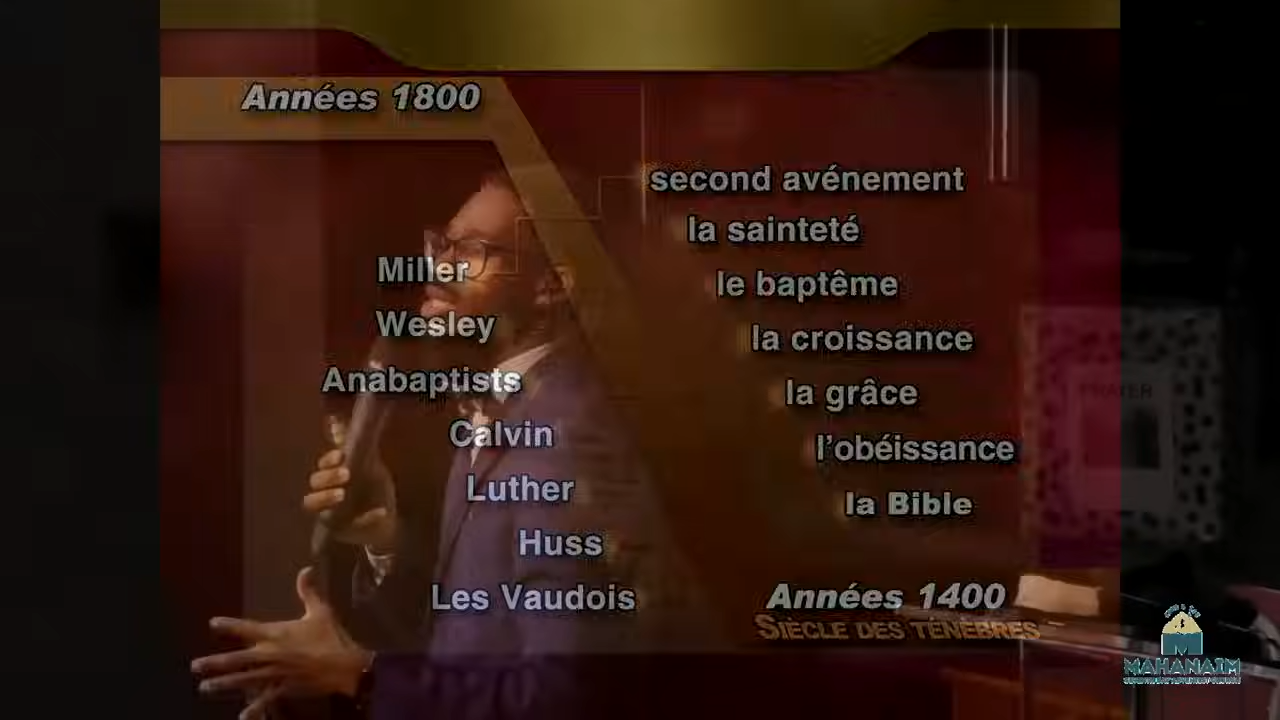 Années 1800
second avénement
la sainteté
Miller
le baptême
Wesley
la croissance
Anabaptists
la grâce
Calvin
l'obéissance
Luther
la Bible
Huss
Les Vaudois
Années 1400
SIÈCLE DES TÉNÈBRES
PRAYER
MAHANAIM